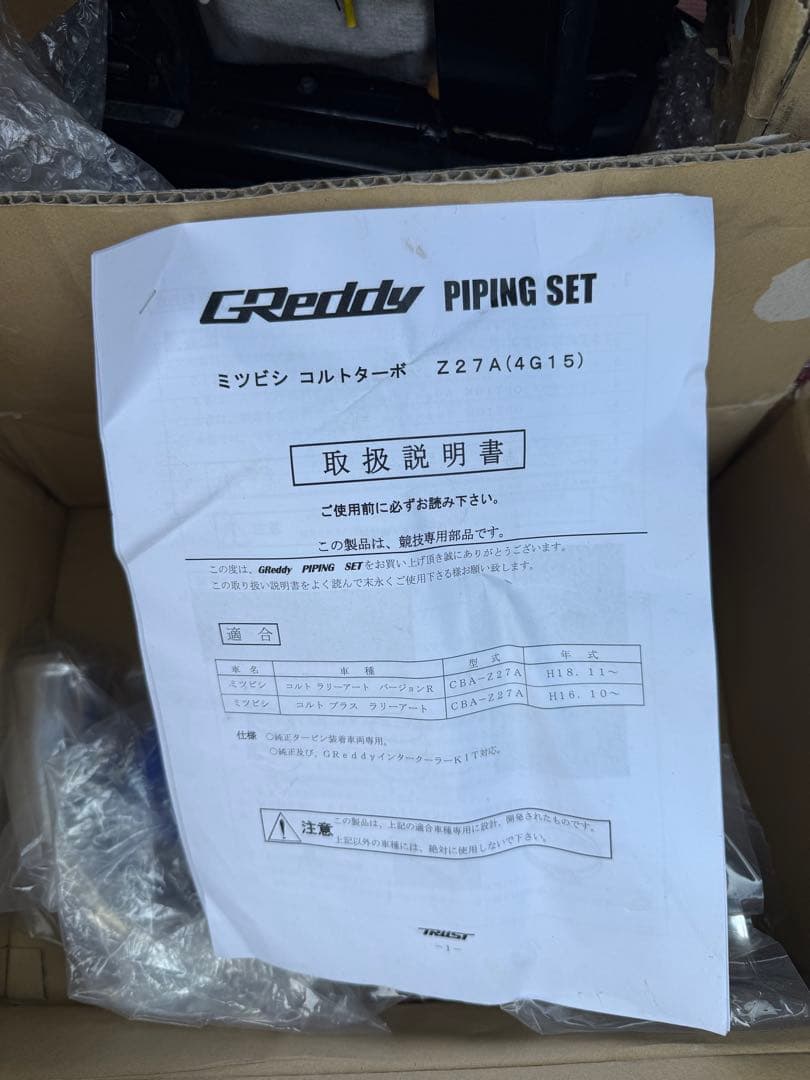 GReddy PIPING SET
ミツビシ コルトターボ Z27A(4G15)
取扱説明書
ご使用前に必ずお読み下さい。
この製品は、競技専用部品です。
この度は、GReddy PIPING SETをお買い上げ頂き誠にありがとうございます。
この取り扱い説明書をよく読んで末永くご使用下さる様お願い致します。
適合
車名 車種 型式 年式
ミツビシ コルト ラリーアート バージョンR CBA-Z27A H18.11～
ミツビシ コルト プラス ラリーアート CBA-Z27A H16.10～
仕様 ○純正タービン装着車両専用。
○純正及び、GReddyインタークーラーKIT対応。
注意 この製品は、上記の適合車種専用に設計、開発されたものです。
上記以外の車種には、絶対に使用しないで下さい。
TRUST
-1-